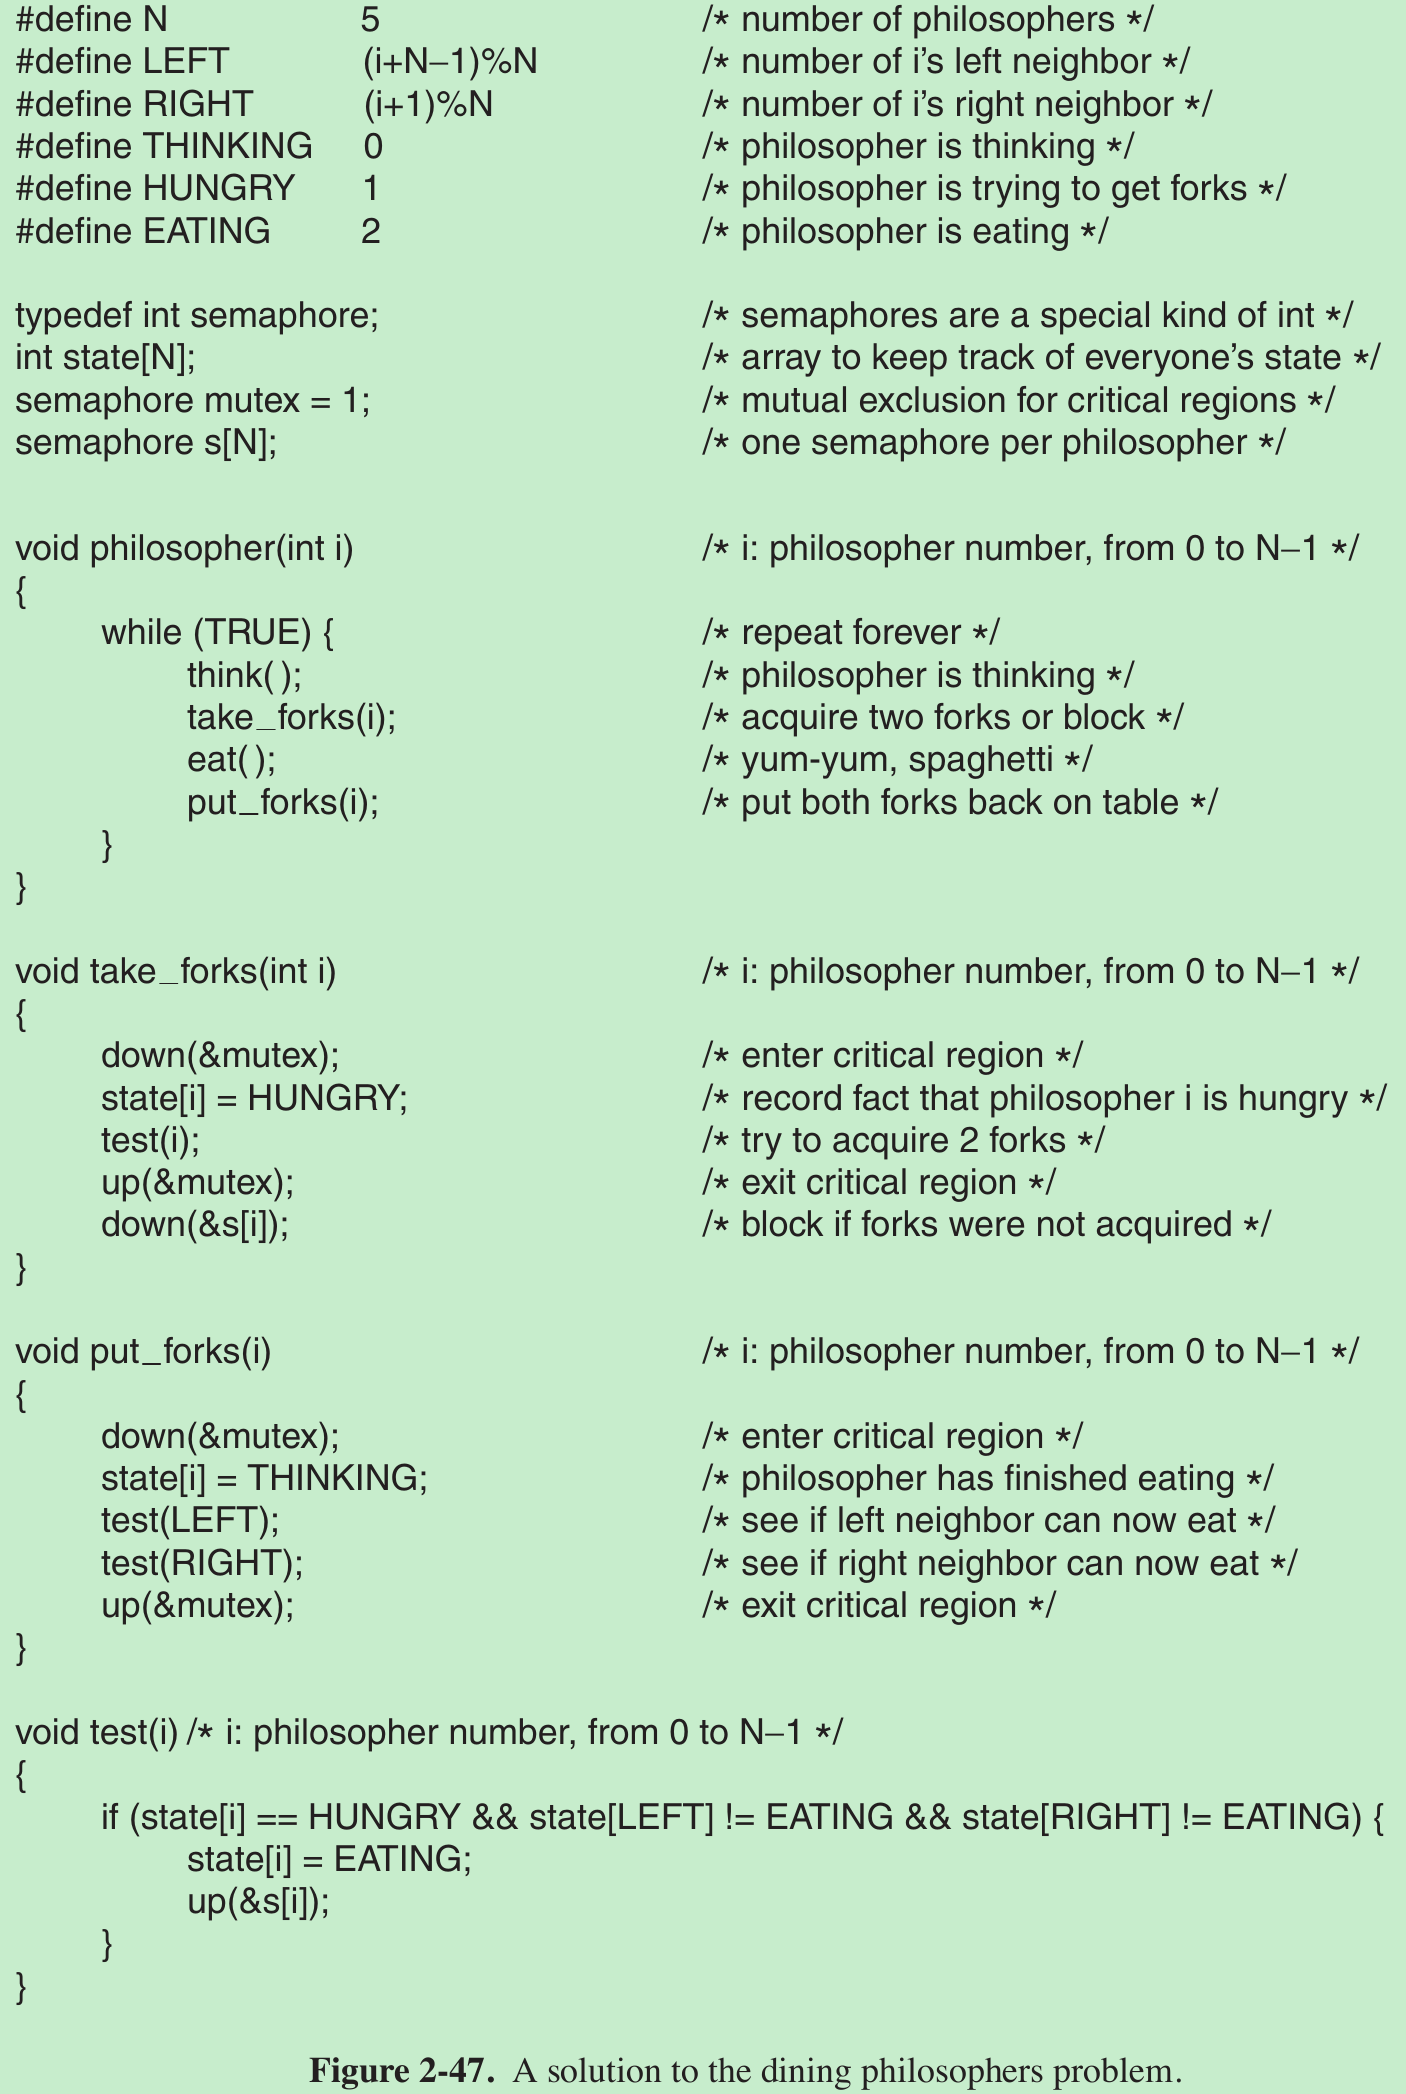 #define N 5 /* number of philosophers */
#define LEFT (i+N−1)%N /* number of i’s left neighbor */
#define RIGHT (i+1)%N /* number of i’s right neighbor */
#define THINKING 0 /* philosopher is thinking */
#define HUNGRY 1 /* philosopher is trying to get forks */
#define EATING 2 /* philosopher is eating */
typedef int semaphore; /* semaphores are a special kind of int */
int state[N]; /* array to keep track of everyone’s state */
semaphore mutex = 1; /* mutual exclusion for critical regions */
semaphore s[N]; /* one semaphore per philosopher */
void philosopher(int i) /* i: philosopher number, from 0 to N−1 */
{
while (TRUE) { /* repeat forever */
think( ); /* philosopher is thinking */
take_forks(i); /* acquire two forks or block */
eat( ); /* yum-yum, spaghetti */
put_forks(i); /* put both forks back on table */
}
}
void take_forks(int i) /* i: philosopher number, from 0 to N−1 */
{
down(&mutex); /* enter critical region */
state[i] = HUNGRY; /* record fact that philosopher i is hungry */
test(i); /* try to acquire 2 forks */
up(&mutex); /* exit critical region */
down(&s[i]); /* block if forks were not acquired */
}
void put_forks(i) /* i: philosopher number, from 0 to N−1 */
{
down(&mutex); /* enter critical region */
state[i] = THINKING; /* philosopher has finished eating */
test(LEFT); /* see if left neighbor can now eat */
test(RIGHT); /* see if right neighbor can now eat */
up(&mutex); /* exit critical region */
}
void test(i) /* i: philosopher number, from 0 to N−1 */
{
if (state[i] == HUNGRY && state[LEFT] != EATING && state[RIGHT] != EATING) {
state[i] = EATING;
up(&s[i]);
}
}
Figure 2-47. A solution to the dining philosophers problem.